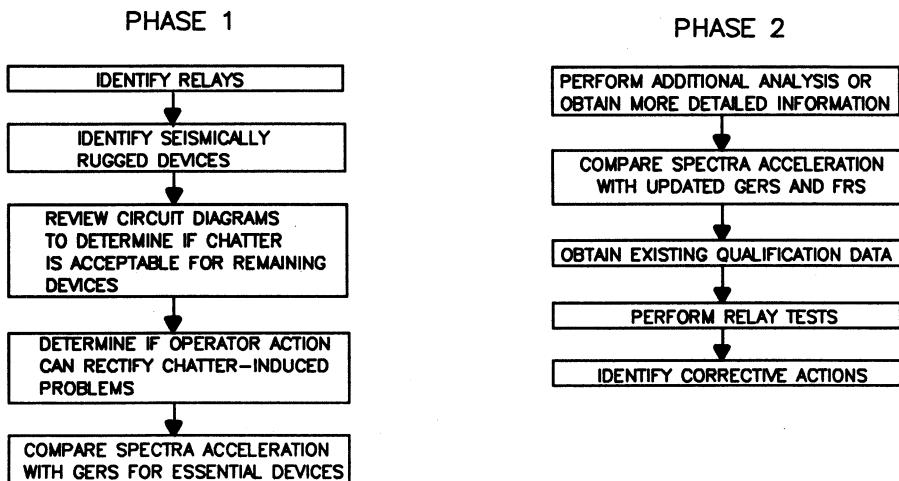 PHASE 1
IDENTIFY RELAYS
IDENTIFY SEISMICALLY
RUGGED DEVICES
REVIEW CIRCUIT DIAGRAMS
TO DETERMINE IF CHATTER
IS ACCEPTABLE FOR REMAINING
DEVICES
DETERMINE IF OPERATOR ACTION
CAN RECTIFY CHATTER-INDUCED
PROBLEMS
COMPARE SPECTRA ACCELERATION
WITH GERS FOR ESSENTIAL DEVICES
PHASE 2
PERFORM ADDITIONAL ANALYSIS OR
OBTAIN MORE DETAILED INFORMATION
COMPARE SPECTRA ACCELERATION
WITH UPDATED GERS AND FRS
OBTAIN EXISTING QUALIFICATION DATA
PERFORM RELAY TESTS
IDENTIFY CORRECTIVE ACTIONS